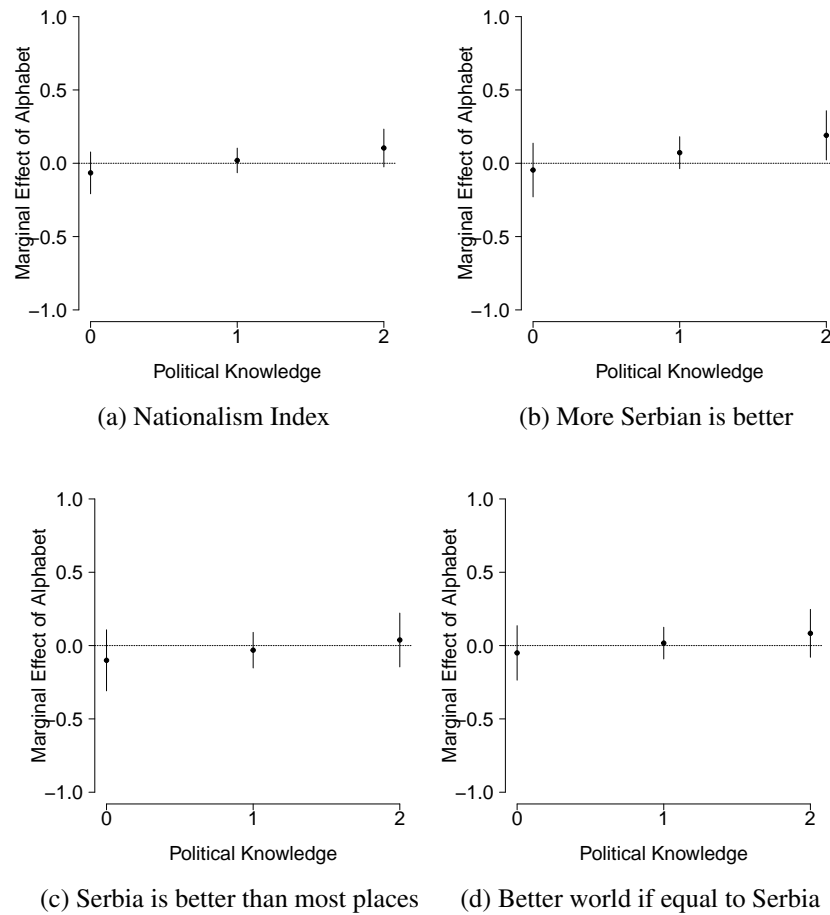 1.0
0.5
0.0
−0.5
−1.0
Marginal Effect of Alphabet
0 1 2
Political Knowledge
(a) Nationalism Index
1.0
0.5
0.0
−0.5
−1.0
Marginal Effect of Alphabet
0 1 2
Political Knowledge
(b) More Serbian is better
1.0
0.5
0.0
−0.5
−1.0
Marginal Effect of Alphabet
0 1 2
Political Knowledge
(c) Serbia is better than most places
1.0
0.5
0.0
−0.5
−1.0
Marginal Effect of Alphabet
0 1 2
Political Knowledge
(d) Better world if equal to Serbia